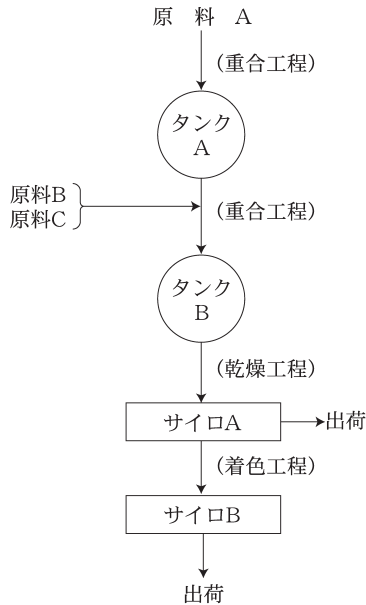 原 料 A
（重合工程）
タンク
A
原料B
原料C
（重合工程）
タンク
B
（乾燥工程）
サイロA
出荷
（着色工程）
サイロB
出荷